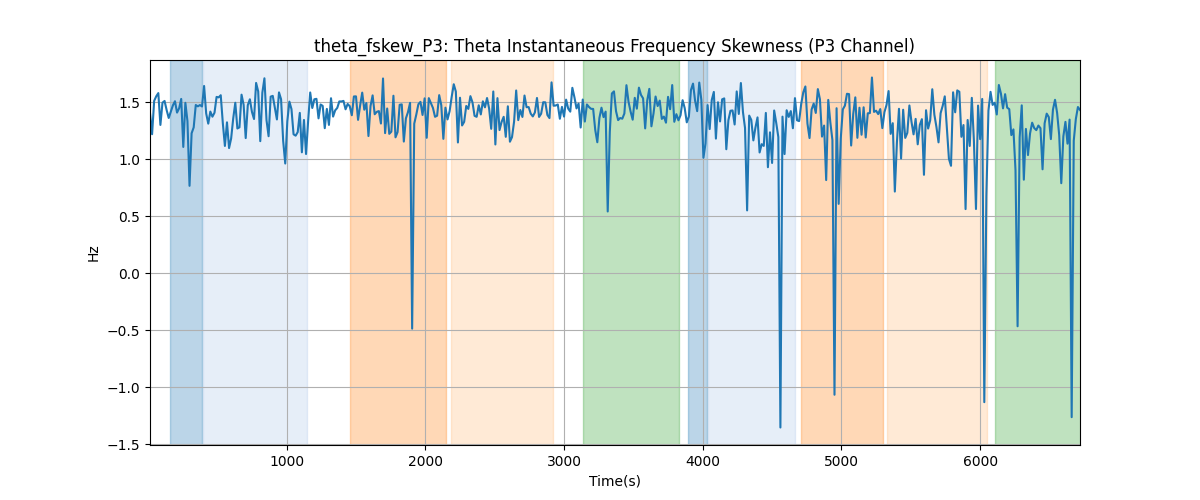 theta_fskew_P3: Theta Instantaneous Frequency Skewness (P3 Channel)
1.5
1.0
0.5
0.0
−0.5
−1.0
−1.5
Hz
1000 2000 3000 4000 5000 6000
Time(s)